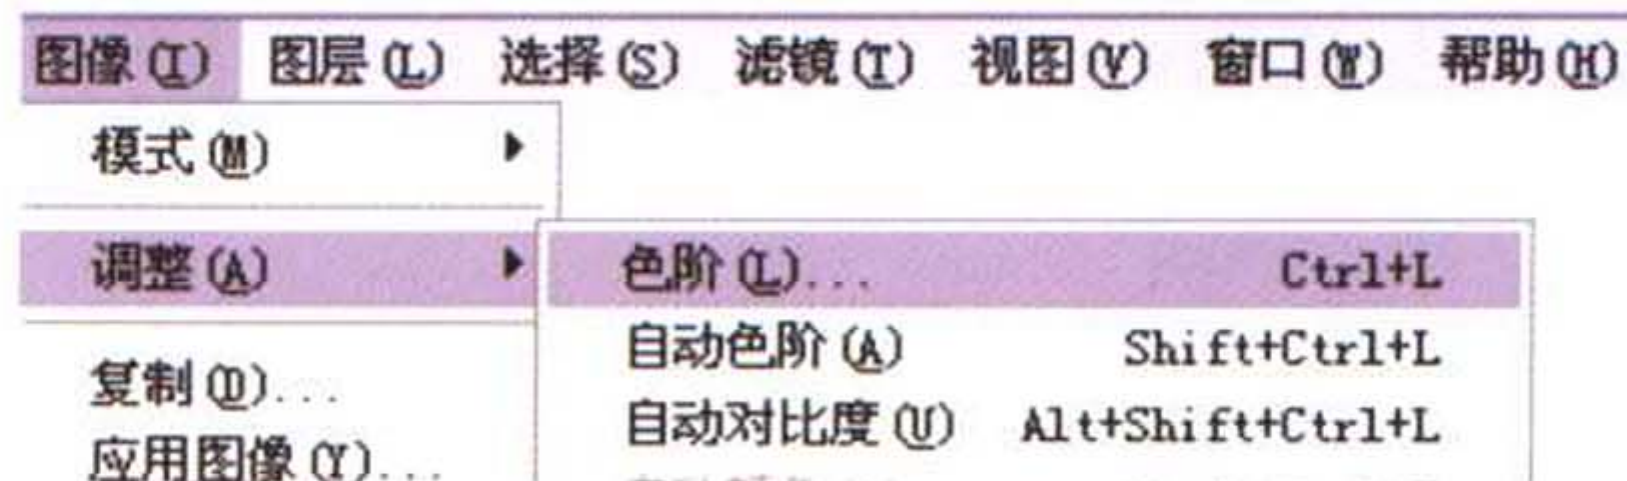 图像(I) 图层(L) 选择(S) 滤镜(T) 视图(V) 窗口(W) 帮助(H)
模式(M)
调整(A)
色阶(L)... Ctrl+L
自动色阶(A) Shift+Ctrl+L
复制(D)...
自动对比度(U) Alt+Shift+Ctrl+L
应用图像(Y)...